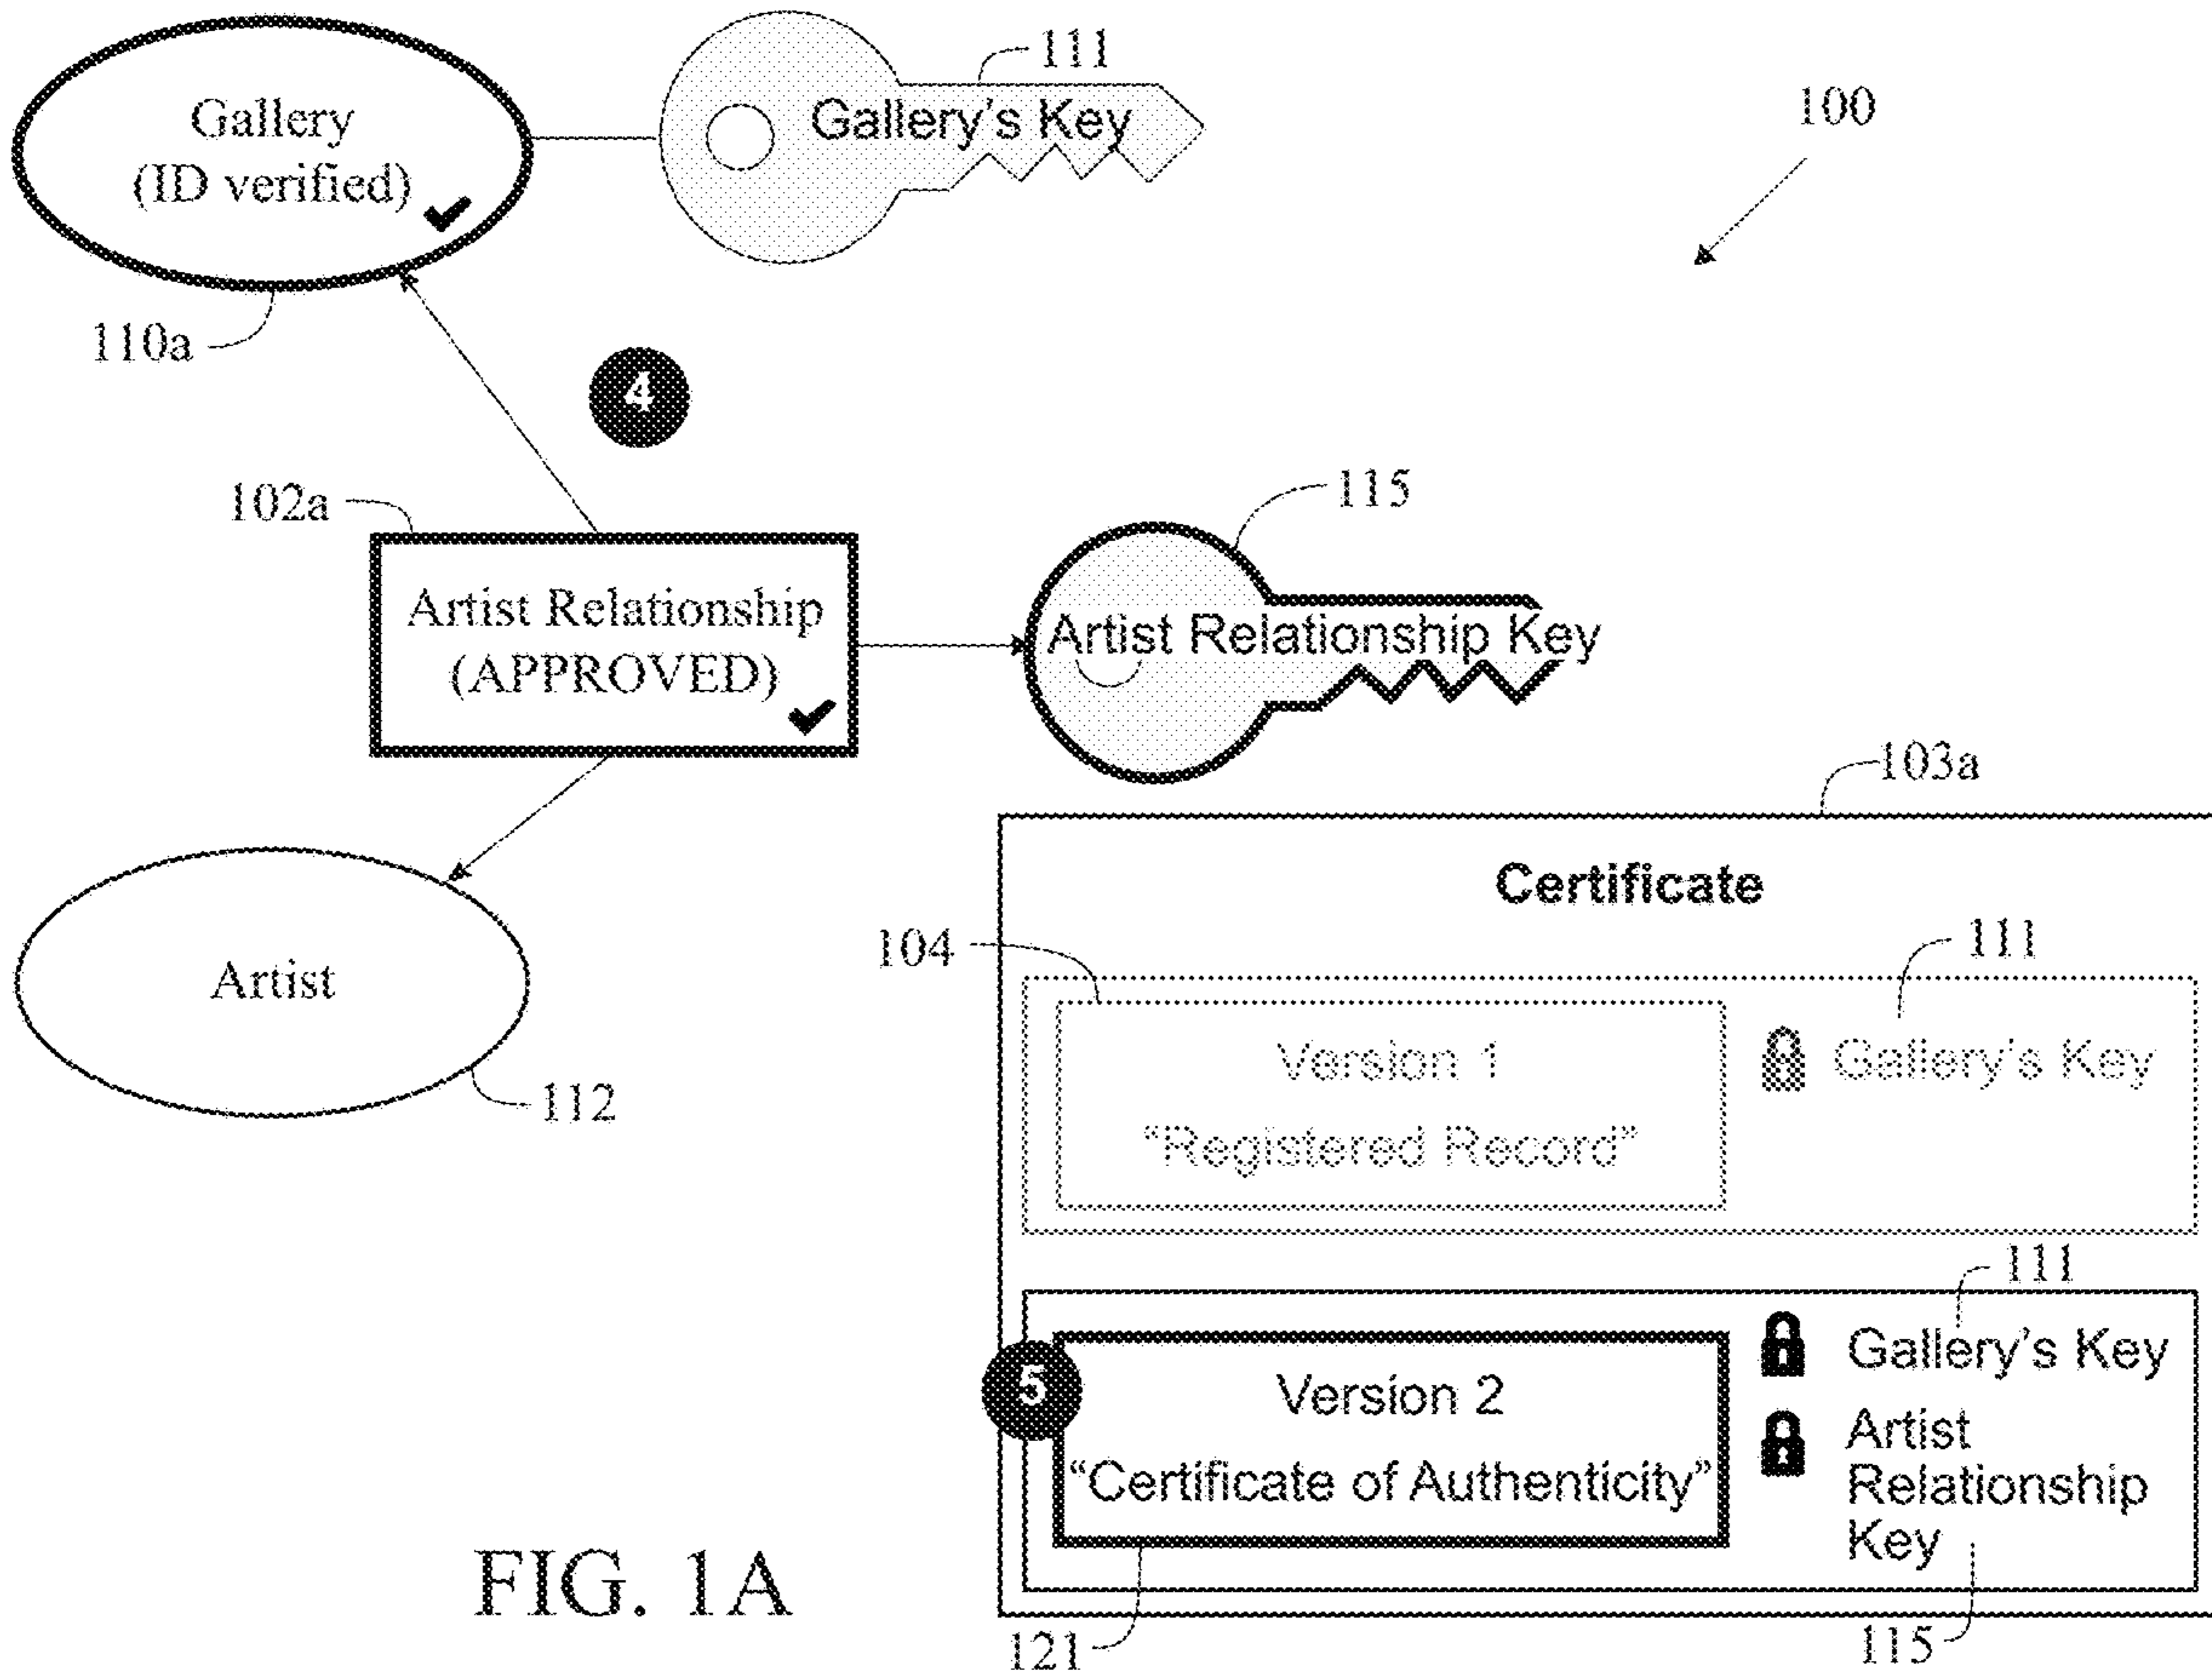 Gallery
(ID verified)
111
Gallery's Key
100
110a
4
102a
115
Artist Relationship
(APPROVED)
Artist Relationship Key
103a
Certificate
104
111
Artist
Version 1
Gallery's Key
112
“Registered Record”
111
5
Version 2
Gallery's Key
“Certificate of Authenticity”
Artist
Relationship
Key
FIG. 1A
121
115